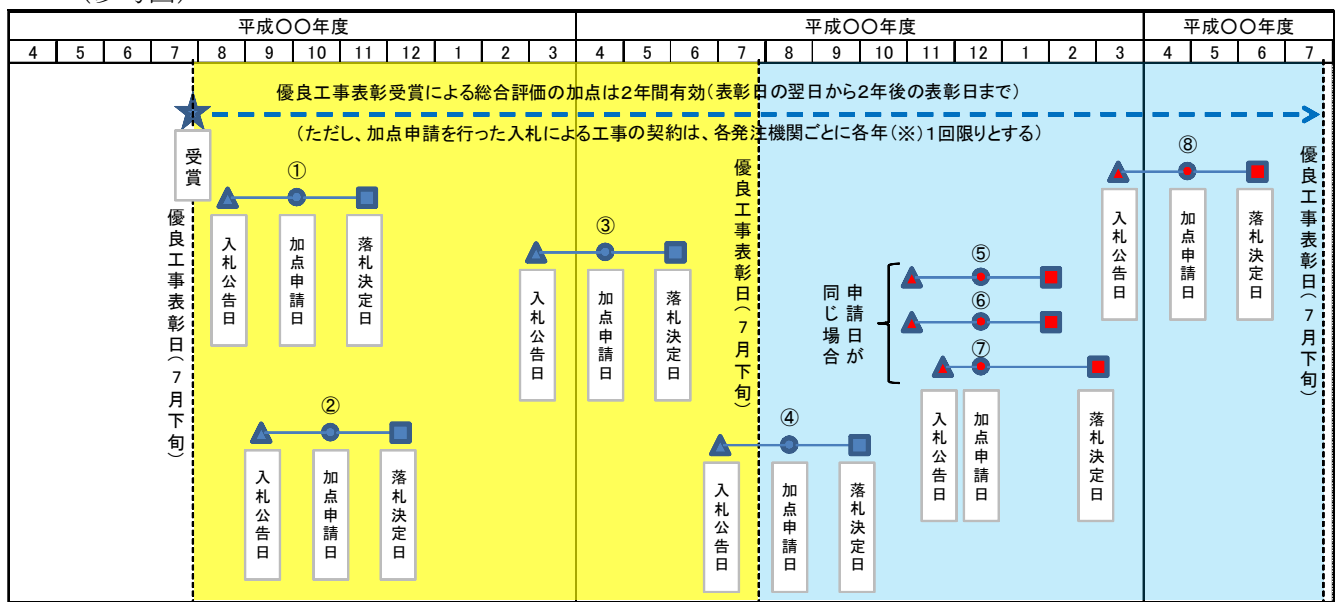 (参考図)
平成〇〇年度 平成〇〇年度 平成〇〇年度
4 5 6 7 8 9 10 11 12 1 2 3 4 5 6 7 8 9 10 11 12 1 2 3 4 5 6 7
優良工事表彰受賞による総合評価の加点は2年間有効(表彰日の翌日から2年後の表彰日まで)
(ただし、加点申請を行った入札による工事の契約は、各発注機関ごとに各年(※)1回限りとする)
受賞
優良工事表彰日(7月下旬)
①
入札公告日
加点申請日
落札決定日
②
入札公告日
加点申請日
落札決定日
③
入札公告日
加点申請日
落札決定日
優良工事表彰日(7月下旬)
④
入札公告日
加点申請日
落札決定日
申請日が
同じ場合
⑤
⑥
⑦
入札公告日
加点申請日
落札決定日
⑧
入札公告日
加点申請日
落札決定日
優良工事表彰日(7月下旬)